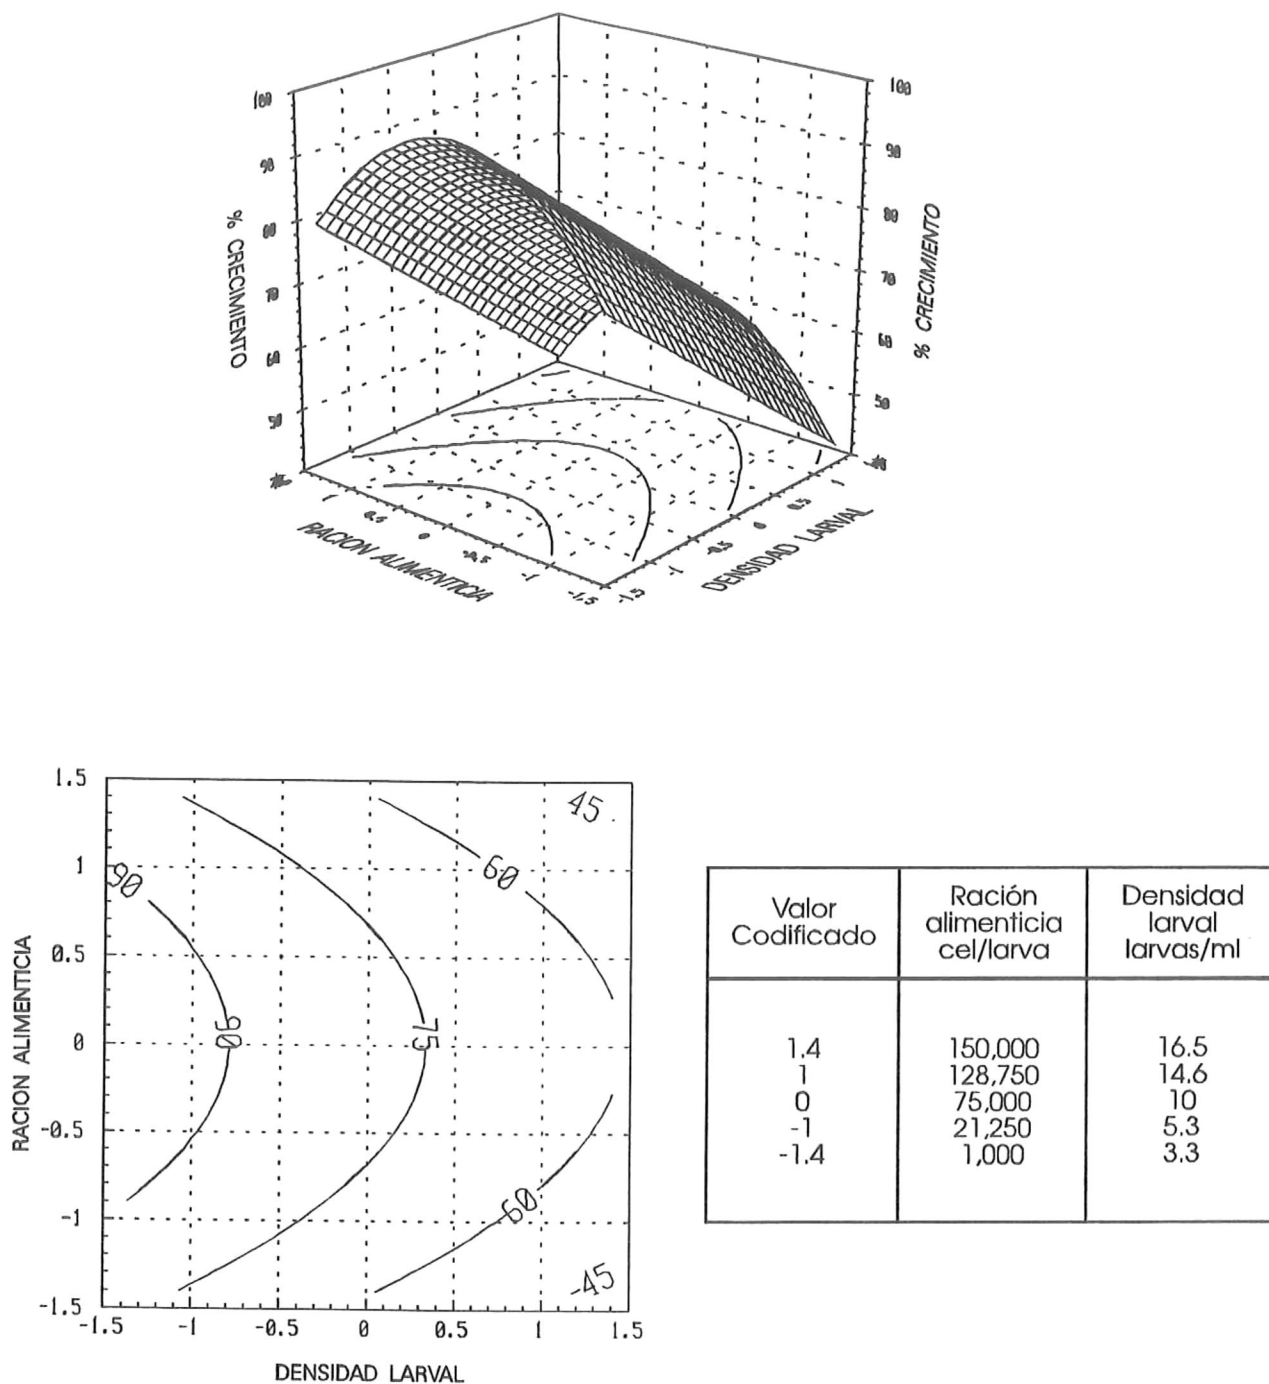 100
90
80
70
60
50
% CRECIMIENTO
100
90
80
70
60
50
% CRECIMIENTO
1
0.5
0
-0.5
-1
-1.5
RACION ALIMENTICIA
-1.5
-1
-0.5
0
0.5
1
DENSIDAD LARVAL
1.5
1
0.5
0
-0.5
-1
-1.5
RACION ALIMENTICIA
90
90
75
60
60
45
-45
-1.5 -1 -0.5 0 0.5 1 1.5
DENSIDAD LARVAL
Valor
Codificado
Ración
alimenticia
cel/larva
Densidad
larval
larvas/ml
1.4 150,000 16.5
1 128,750 14.6
0 75,000 10
-1 21,250 5.3
-1.4 1,000 3.3